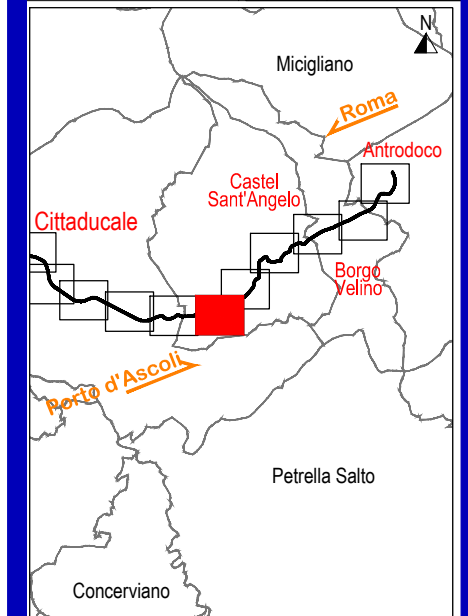 N
Micigliano
Roma
Antrodoco
Castel
Sant'Angelo
Cittaducale
Borgo
Velino
Porto d'Ascoli
Petrella Salto
Concerviano